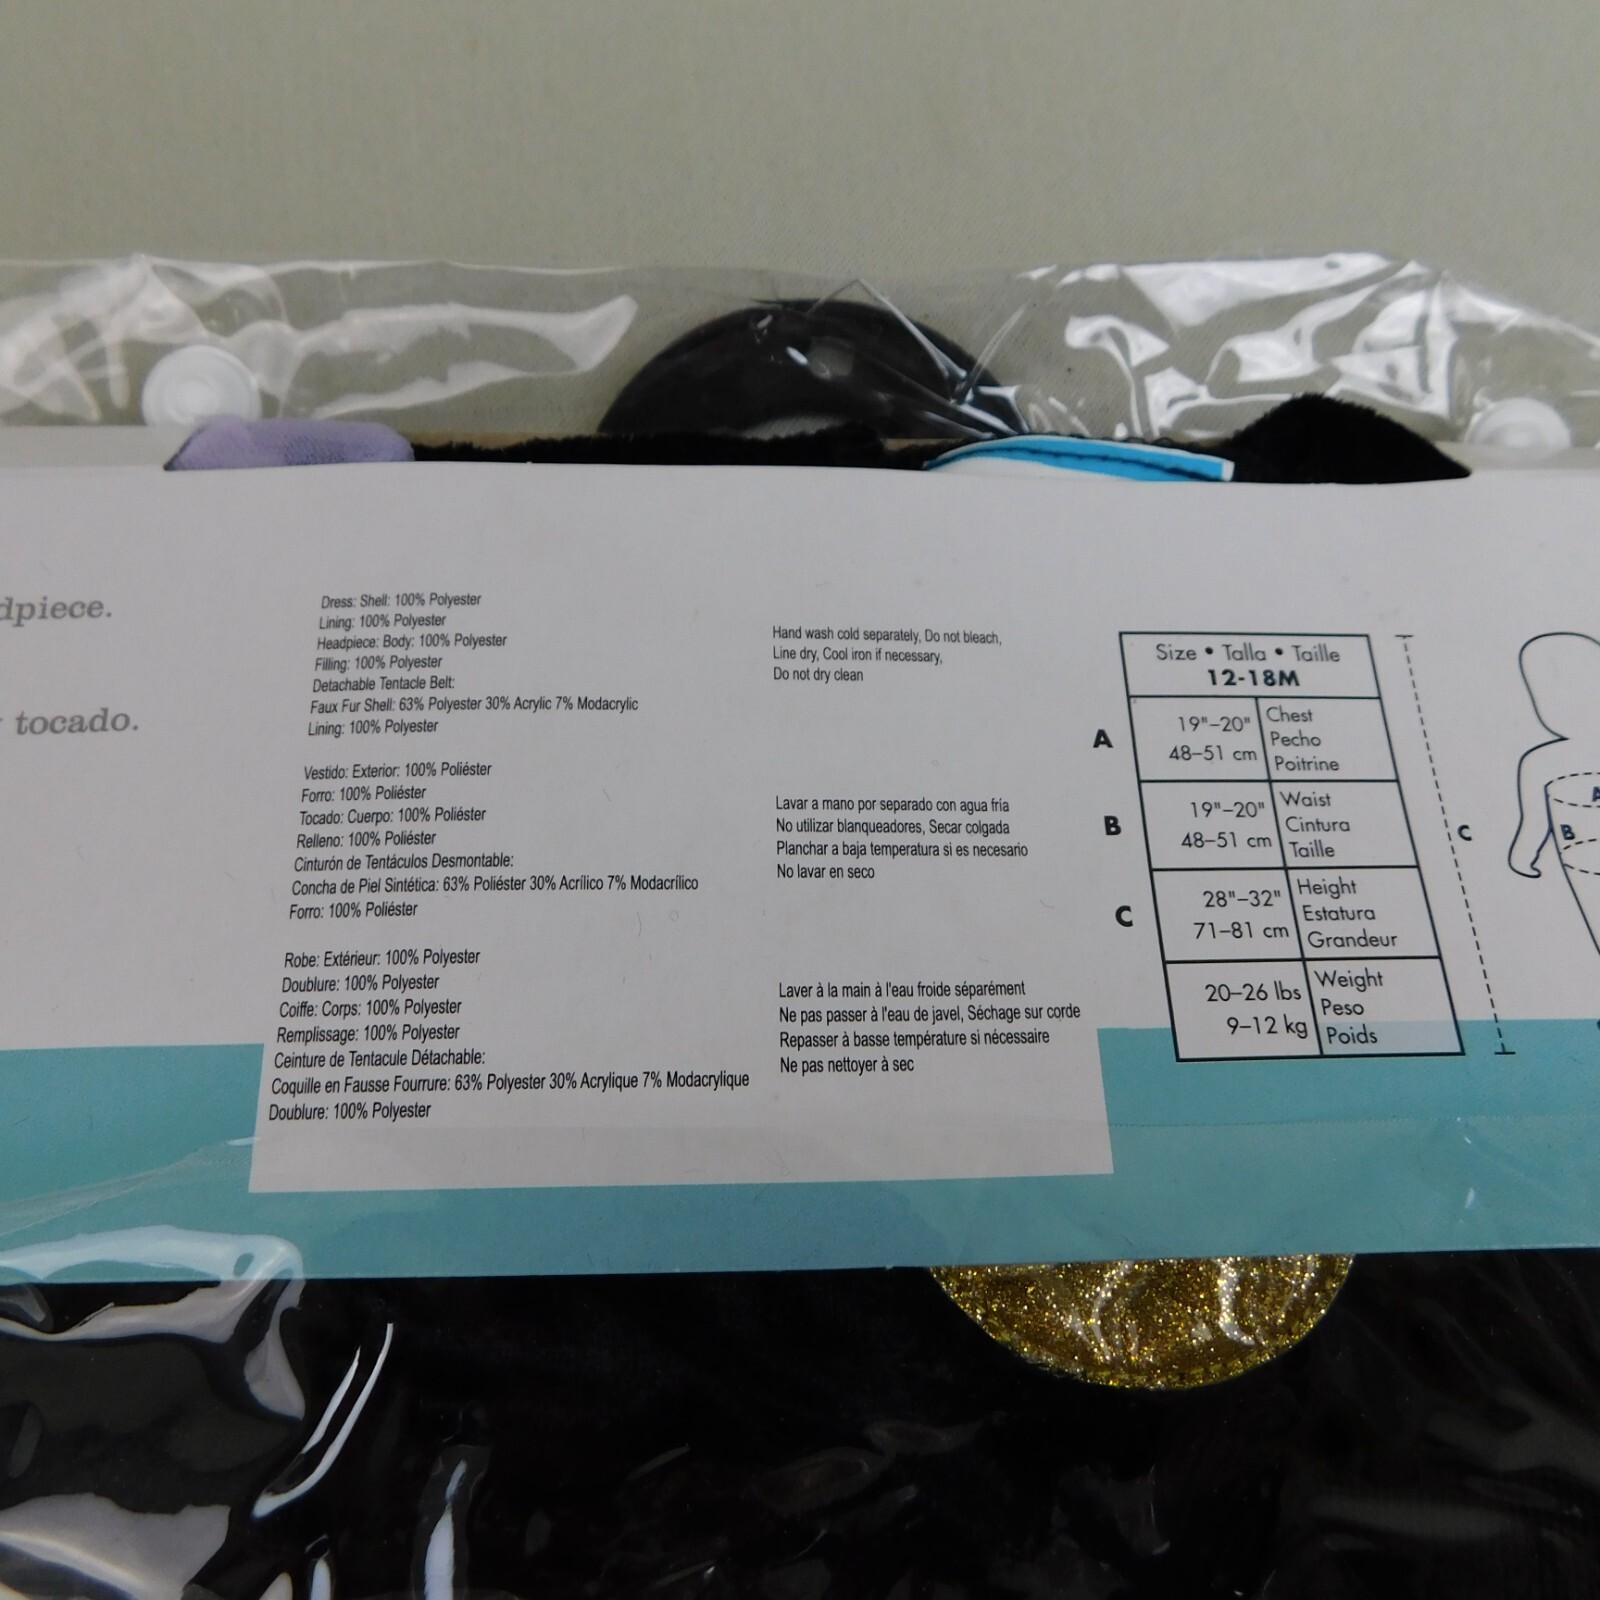 dpiece.
tocado.
Dress: Shell: 100% Polyester
Lining: 100% Polyester
Headpiece: Body: 100% Polyester
Filling: 100% Polyester
Detachable Tentacle Belt:
Faux Fur Shell: 63% Polyester 30% Acrylic 7% Modacrylic
Lining: 100% Polyester
Vestido: Exterior: 100% Poliéster
Forro: 100% Poliéster
Tocado: Cuerpo: 100% Poliéster
Relleno: 100% Poliéster
Cinturón de Tentáculos Desmontable:
Concha de Piel Sintética: 63% Poliéster 30% Acrílico 7% Modacrílico
Forro: 100% Poliéster
Robe: Extérieur: 100% Polyester
Doublure: 100% Polyester
Coiffe: Corps: 100% Polyester
Remplissage: 100% Polyester
Ceinture de Tentacule Détachable:
Coquille en Fausse Fourrure: 63% Polyester 30% Acrylique 7% Modacrylique
Doublure: 100% Polyester
Hand wash cold separately, Do not bleach,
Line dry, Cool iron if necessary,
Do not dry clean
Lavar a mano por separado con agua fría
No utilizar blanqueadores, Secar colgada
Planchar a baja temperatura si es necesario
No lavar en seco
Laver à la main à l'eau froide séparément
Ne pas passer à l'eau de javel, Séchage sur corde
Repasser à basse température si nécessaire
Ne pas nettoyer à sec
Size • Talla • Taille
12-18M
A
19"–20"
48–51 cm
Chest
Pecho
Poitrine
B
19"–20"
48–51 cm
Waist
Cintura
Taille
C
28"–32"
71–81 cm
Height
Estatura
Grandeur
20–26 lbs
9–12 kg
Weight
Peso
Poids
C
A
B